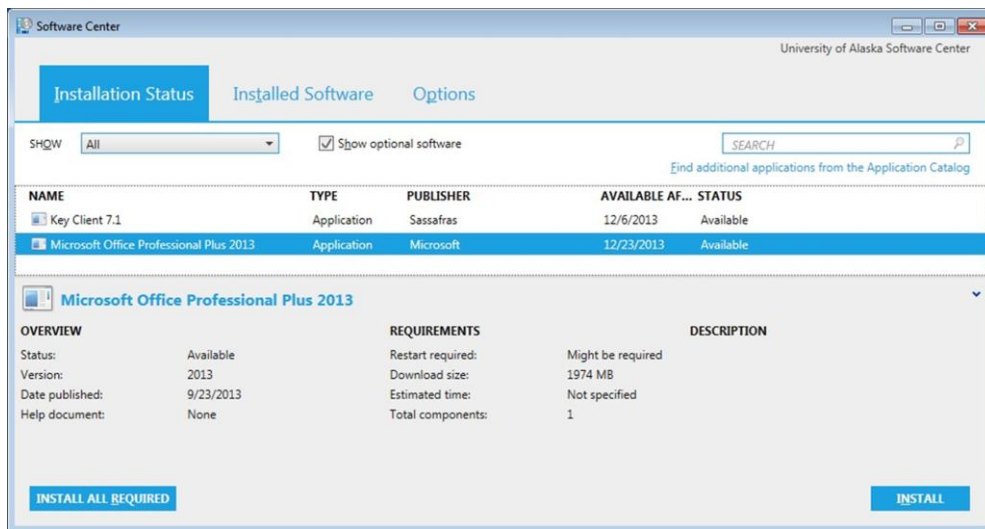 Software Center
University of Alaska Software Center
Installation Status Installed Software Options
SHOW All Show optional software SEARCH
Find additional applications from the Application Catalog
NAME TYPE PUBLISHER AVAILABLE AF... STATUS
Key Client 7.1 Application Sassafras 12/6/2013 Available
Microsoft Office Professional Plus 2013 Application Microsoft 12/23/2013 Available
Microsoft Office Professional Plus 2013
OVERVIEW REQUIREMENTS DESCRIPTION
Status: Available Restart required: Might be required
Version: 2013 Download size: 1974 MB
Date published: 9/23/2013 Estimated time: Not specified
Help document: None Total components: 1
INSTALL ALL REQUIRED INSTALL